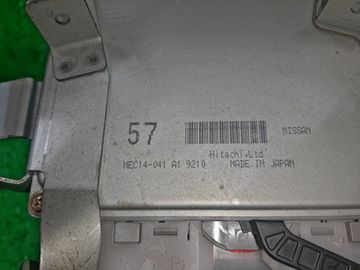 57 NISSAN
Hitachi,Ltd
NEC14-041 A1 9210 MADE IN JAPAN